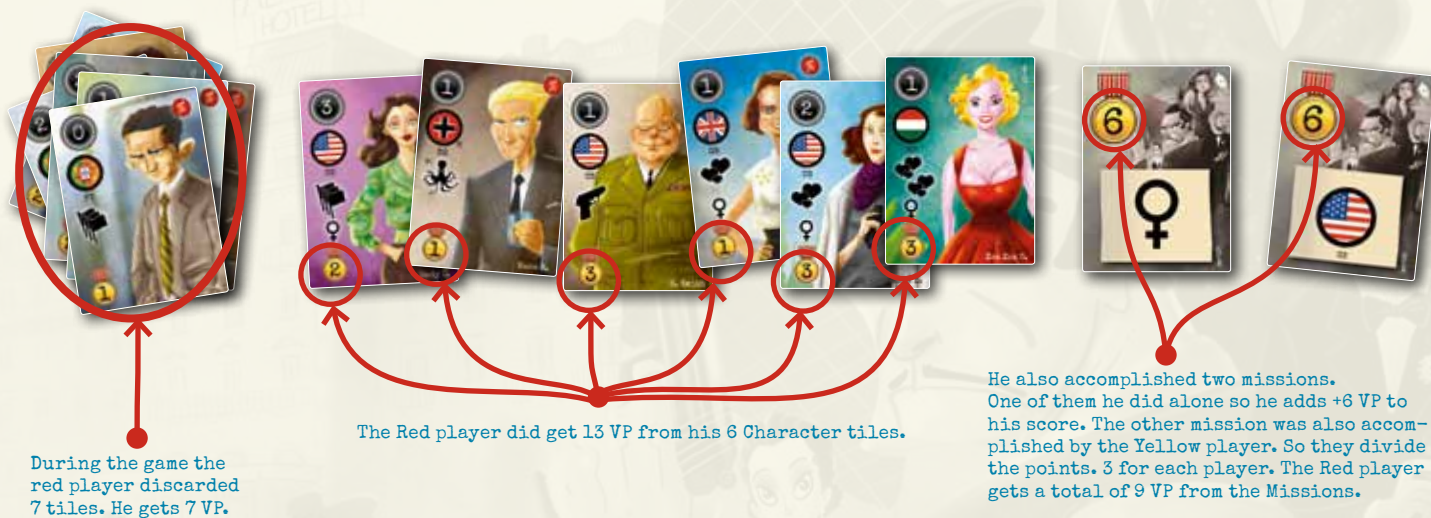 HOTEL
0
1
2
3
2
1
1
1
3
1
1
2
3
1
3
6
6
The Red player did get 13 VP from his 6 Character tiles.
During the game the
red player discarded
7 tiles. He gets 7 VP.
He also accomplished two missions.
One of them he did alone so he adds +6 VP to
his score. The other mission was also accom-
plished by the Yellow player. So they divide
the points. 3 for each player. The Red player
gets a total of 9 VP from the Missions.